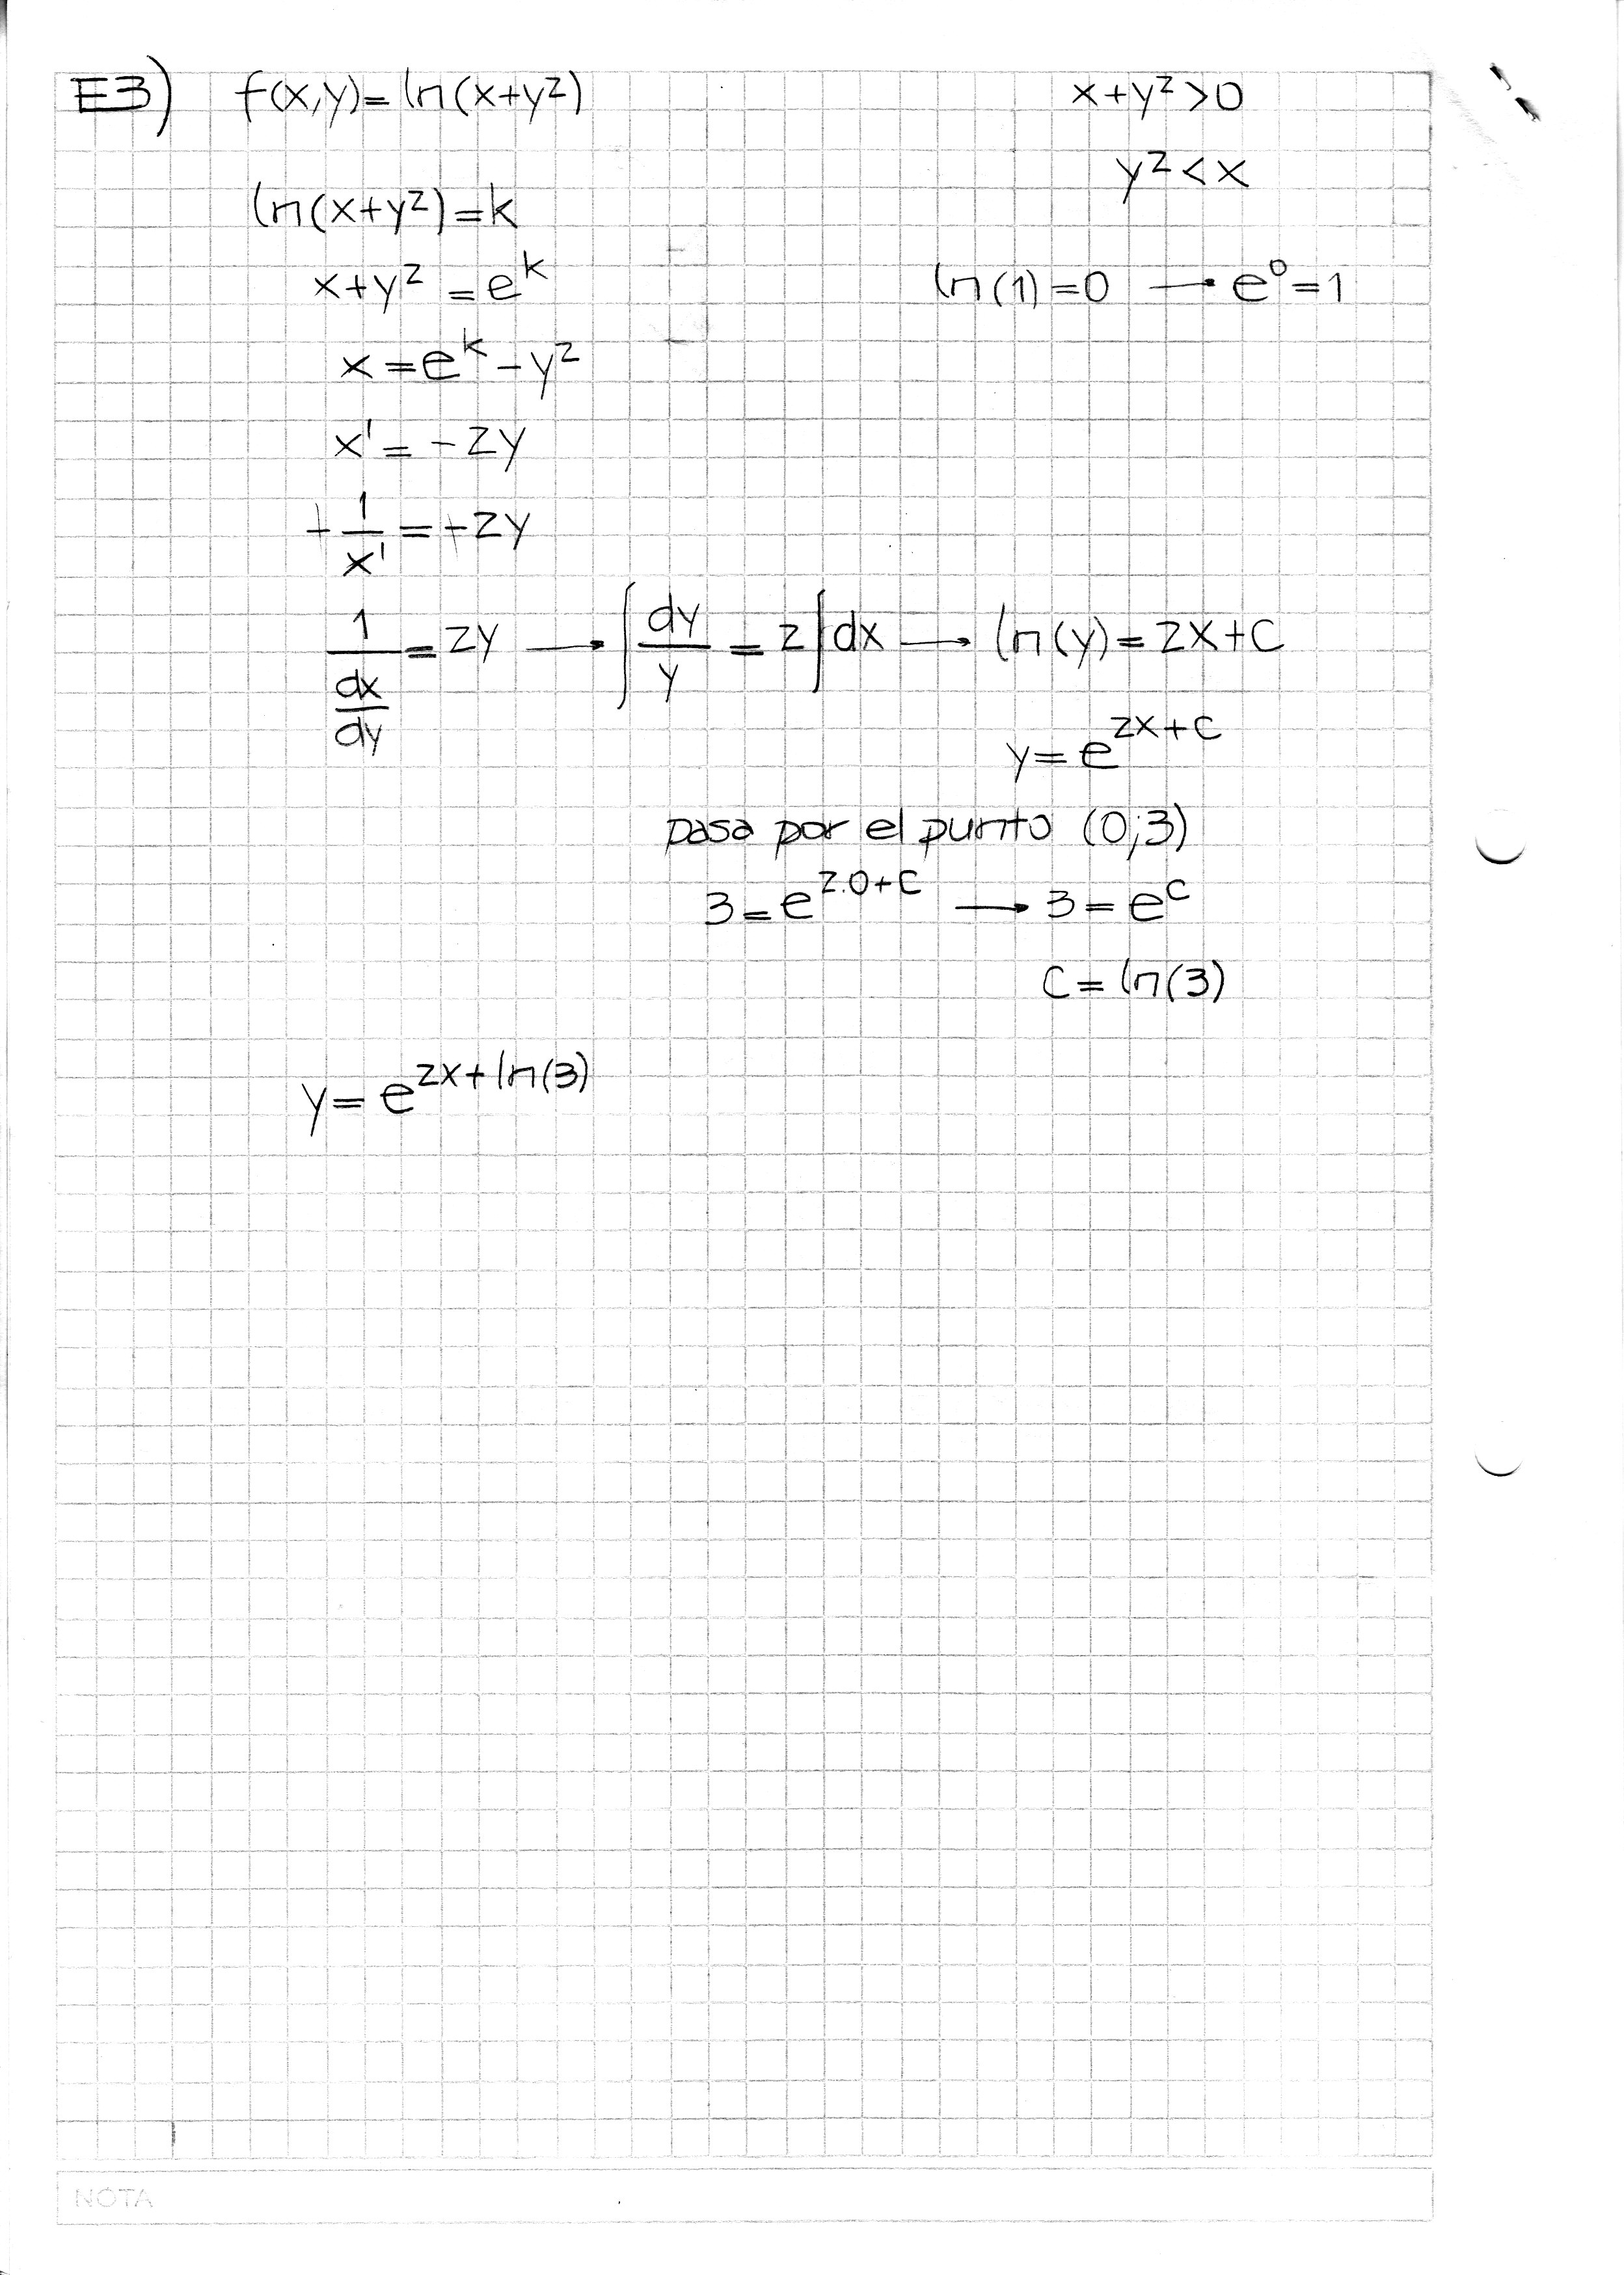 E3) f(x,y)=ln(x+y²) x+y²>0
y²<x
ln(x+y²)=k
x+y²=e^k ln(1)=0 → e⁰=1
x=e^k-y²
x'=-2y
+1/x'=+2y
1/(dx/dy)=2y → ∫dy/y=2∫dx → ln(y)=2x+C
y=e^(2x+C)
pasa por el punto (0;3)
3=e^(2.0+C) → 3=e^C
C=ln(3)
y=e^(2x+ln(3))
NOTA